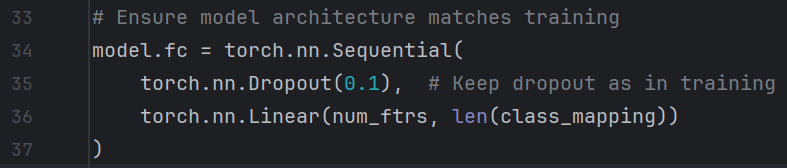 33 # Ensure model architecture matches training
34 model.fc = torch.nn.Sequential(
35     torch.nn.Dropout(0.1),  # Keep dropout as in training
36     torch.nn.Linear(num_ftrs, len(class_mapping))
37 )